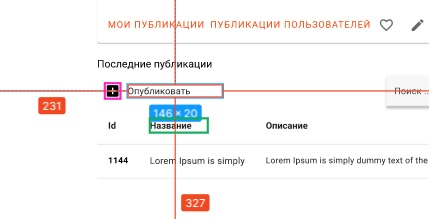 МОИ ПУБЛИКАЦИИ ПУБЛИКАЦИИ ПОЛЬЗОВАТЕЛЕЙ
Последние публикации
Опубликовать
Поиск ..
231
146 × 20
Id Название Описание
1144 Lorem Ipsum is simply Lorem Ipsum is simply dummy text of the
327